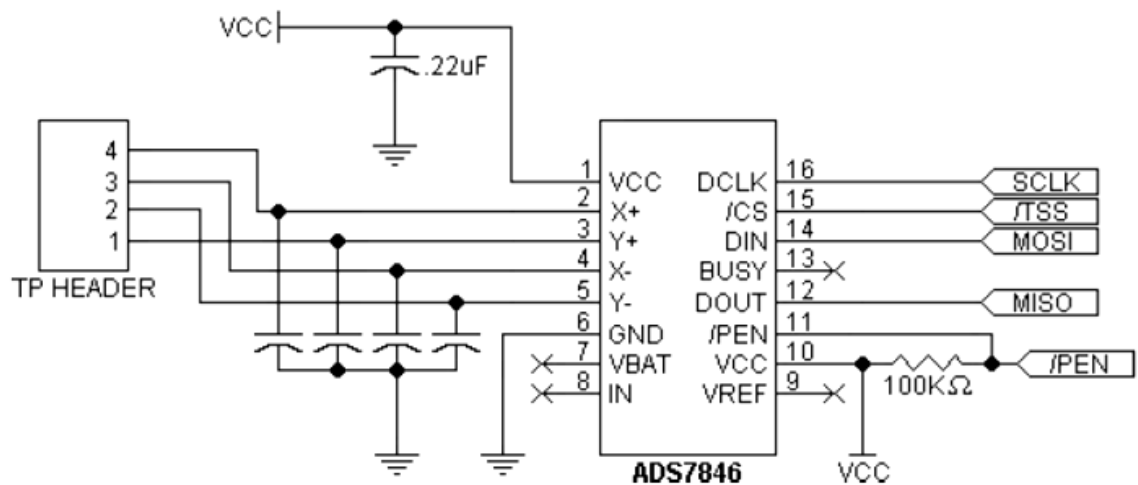 VCC
.22uF
4
3
2
1
TP HEADER
1 VCC DCLK 16 SCLK
2 X+ /CS 15 /TSS
3 Y+ DIN 14 MOSI
4 X- BUSY 13
5 Y- DOUT 12 MISO
6 GND /PEN 11
7 VBAT VCC 10 /PEN
8 IN VREF 9
100KΩ
ADS7846
VCC